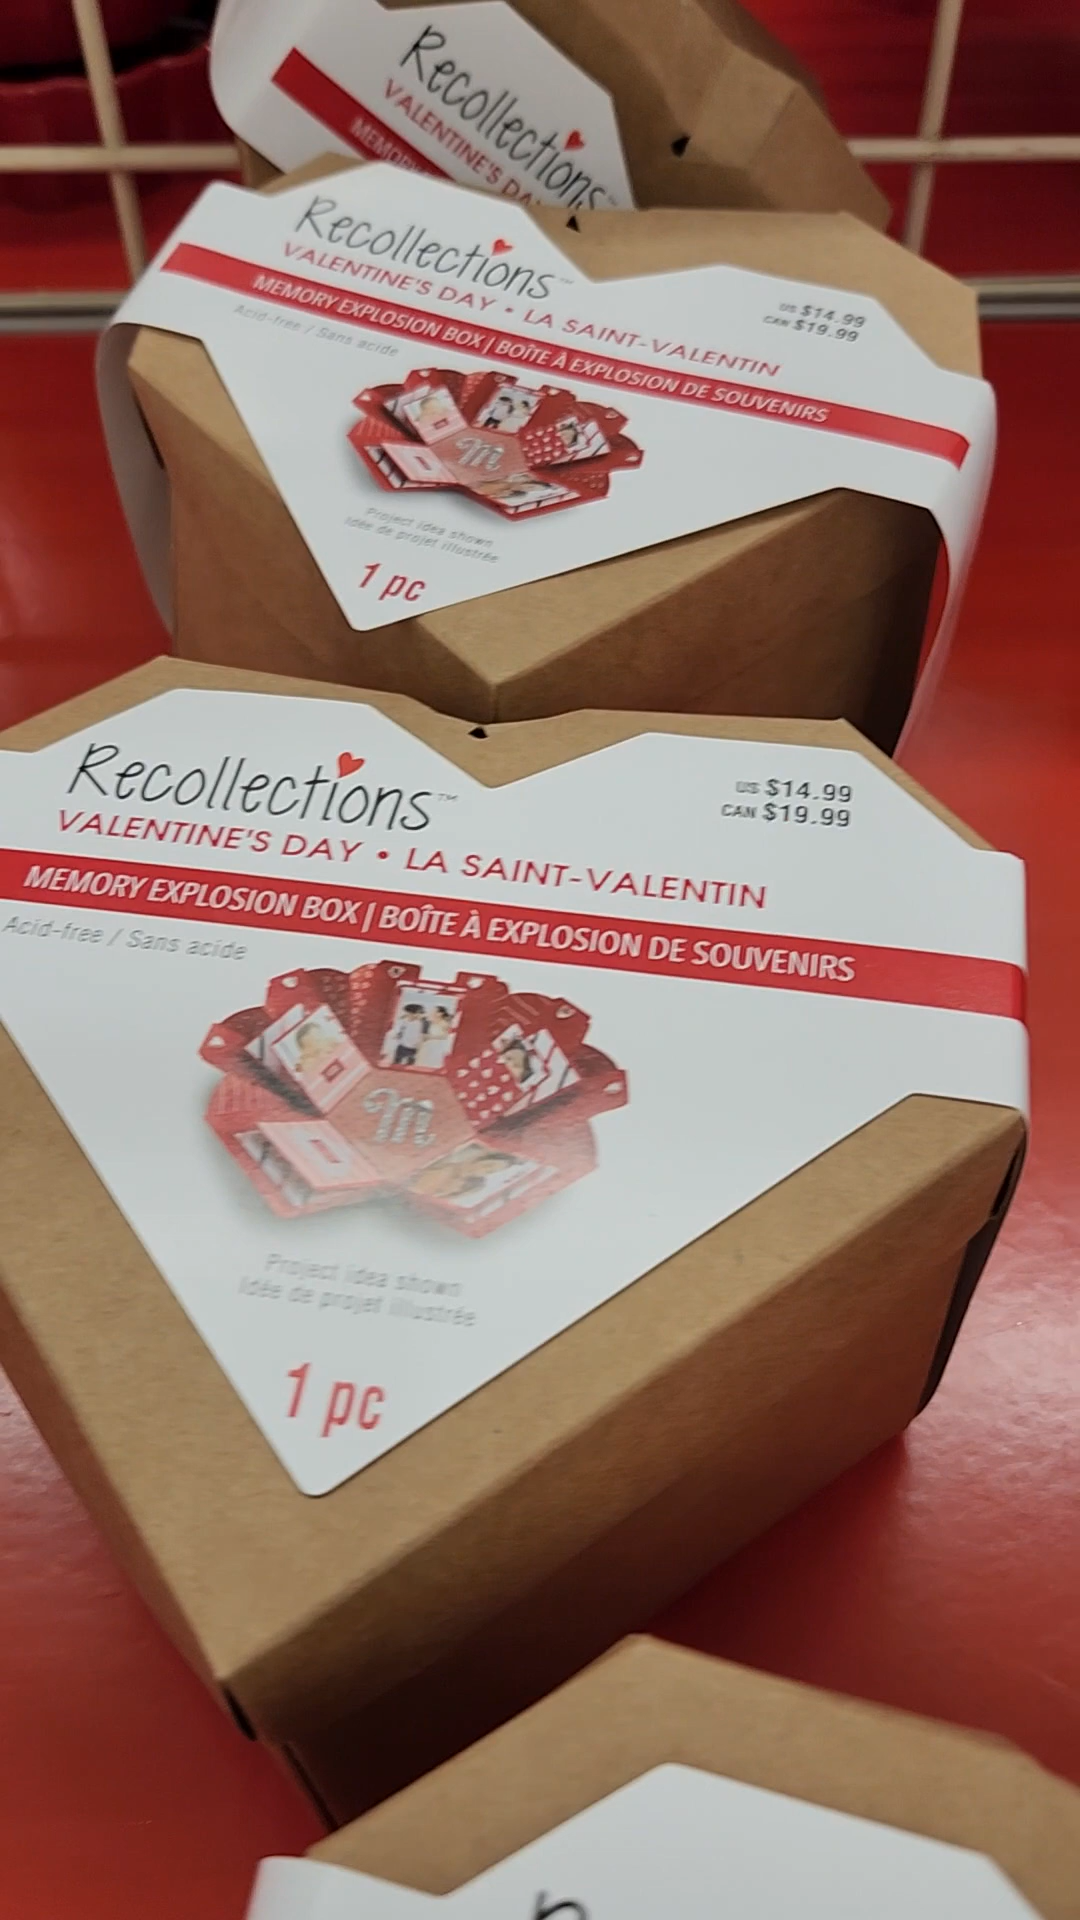 Recollections
VALENTINE'S DA
MEMOR
Recollections™
VALENTINE'S DAY • LA SAINT-VALENTIN
US $14.99
CAN $19.99
MEMORY EXPLOSION BOX | BOÎTE À EXPLOSION DE SOUVENIRS
Acid-free / Sans acide
m
Project idea shown
Idée de projet illustrée
1 pc
Recollections™
VALENTINE'S DAY • LA SAINT-VALENTIN
US $14.99
CAN $19.99
MEMORY EXPLOSION BOX | BOÎTE À EXPLOSION DE SOUVENIRS
Acid-free / Sans acide
m
Project idea shown
Idée de projet illustrée
1 pc